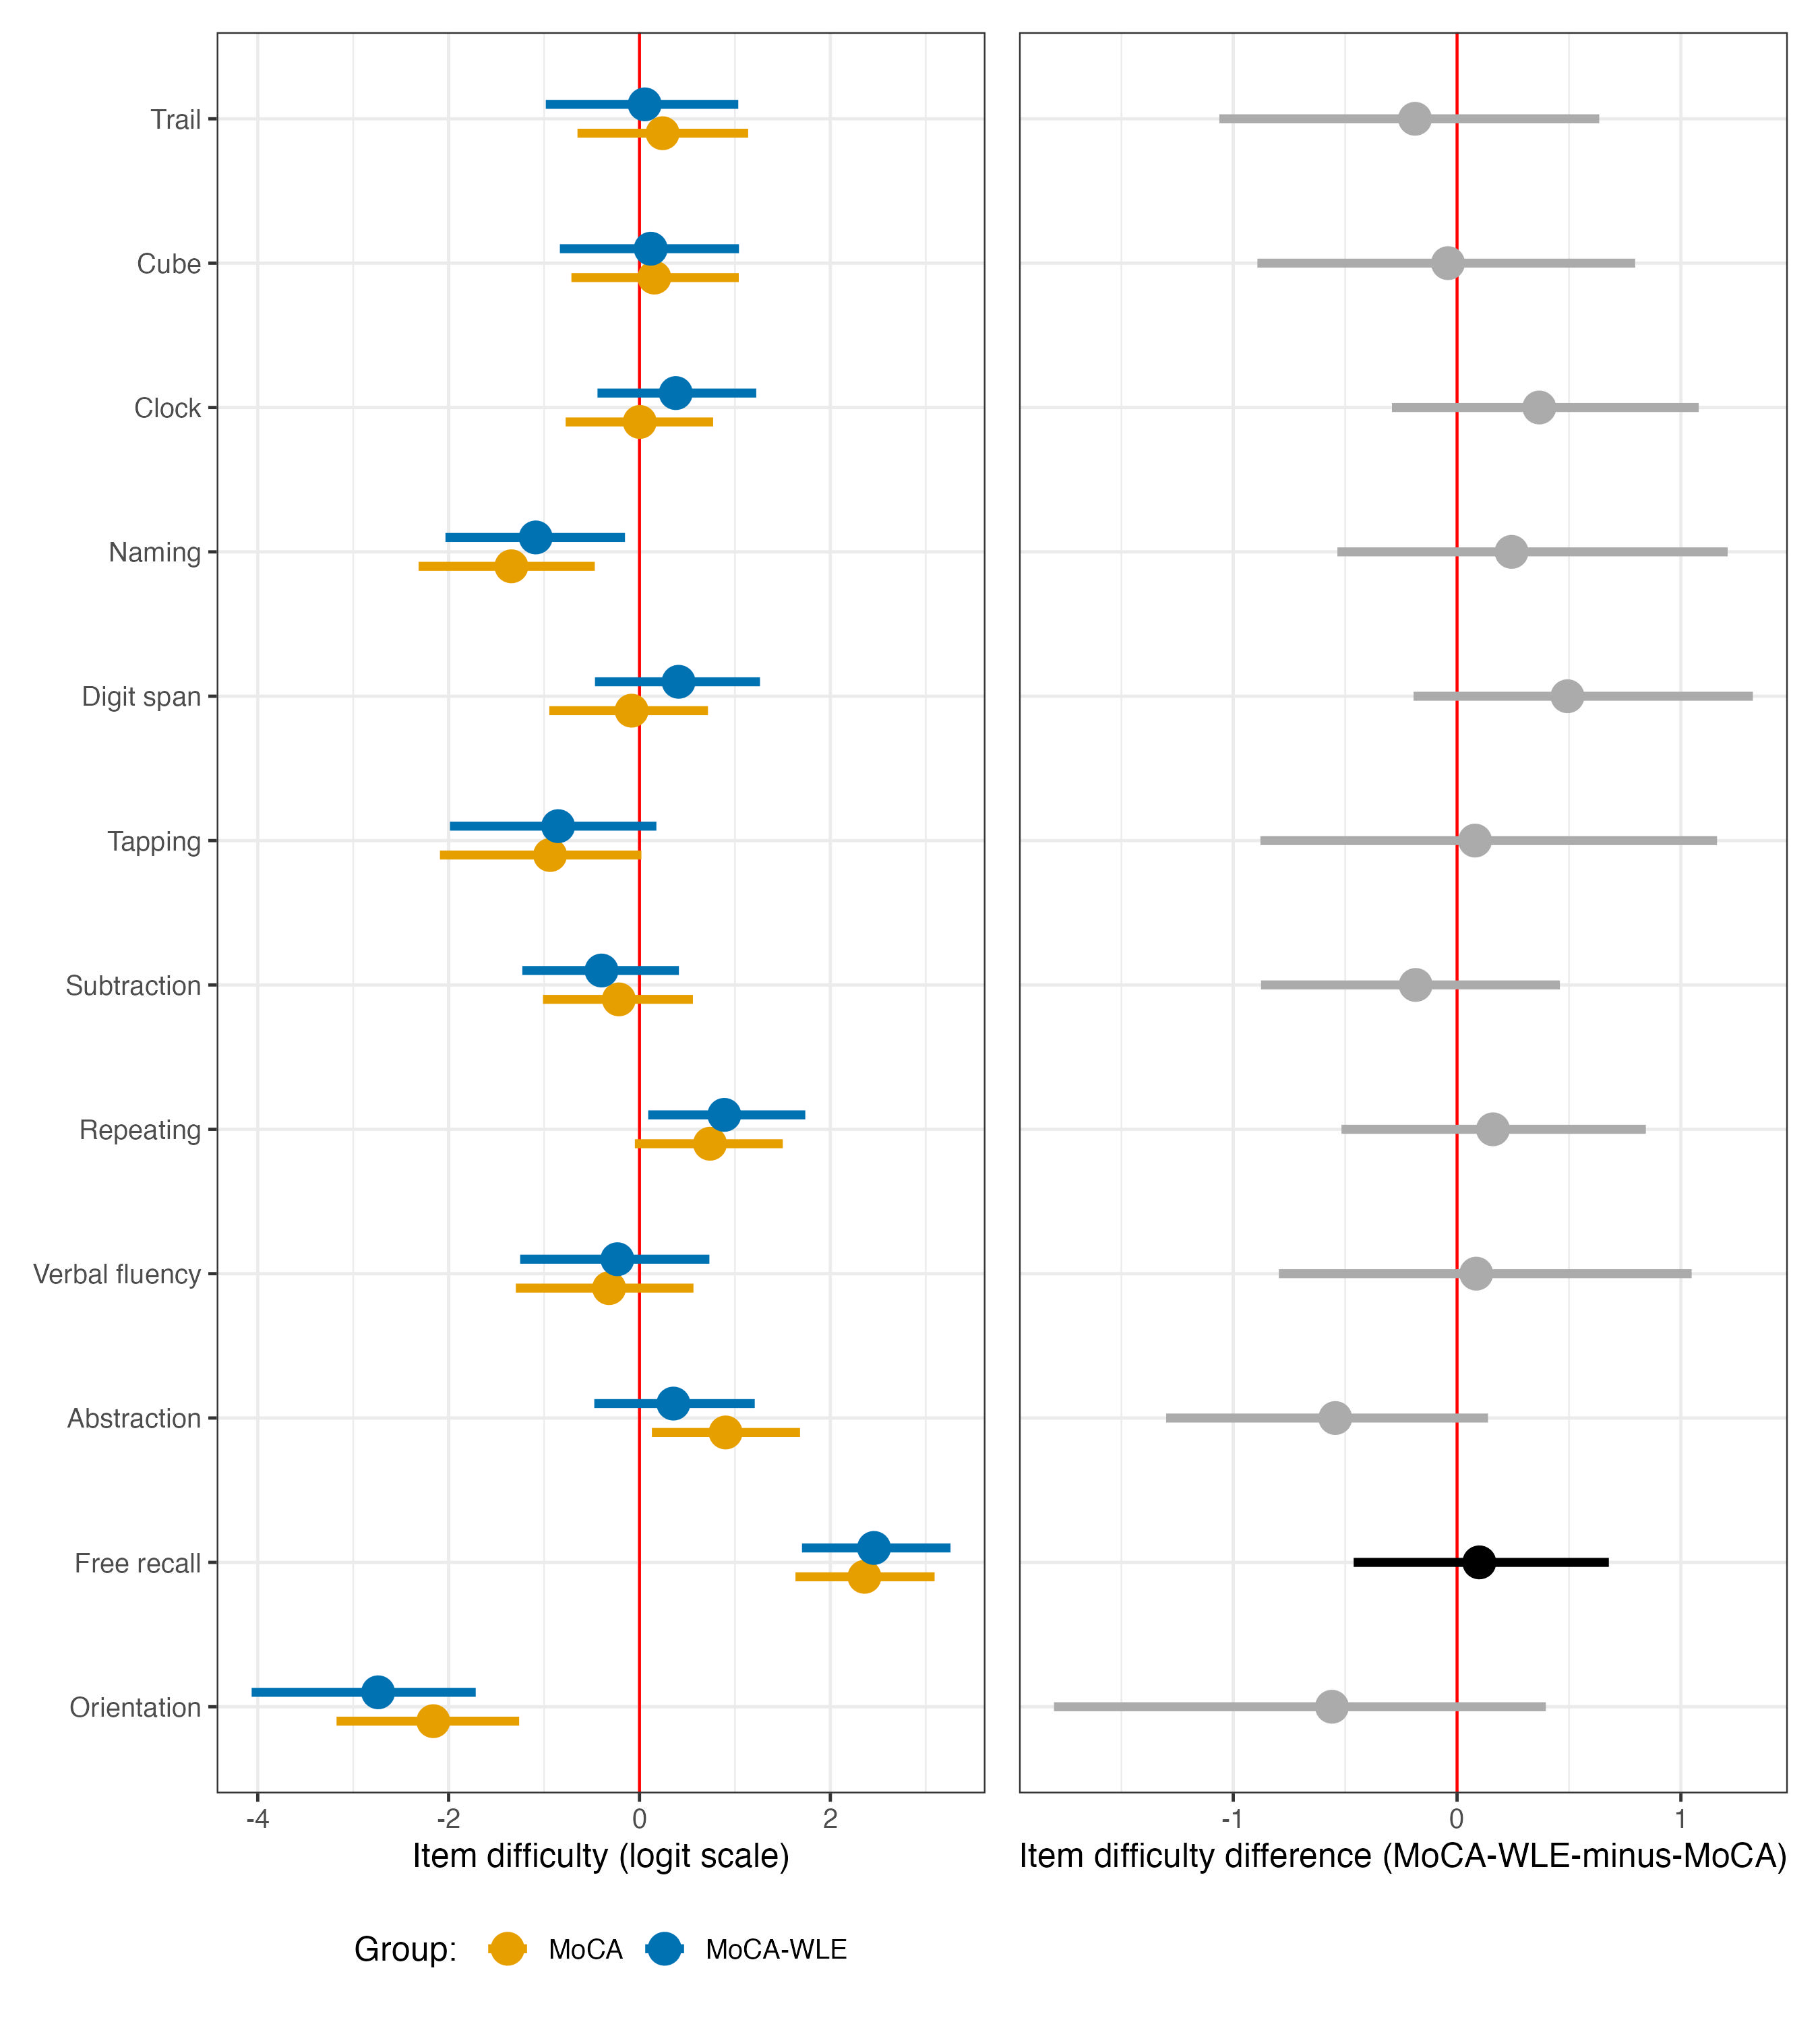 Trail
Cube
Clock
Naming
Digit span
Tapping
Subtraction
Repeating
Verbal fluency
Abstraction
Free recall
Orientation
-4 -2 0 2
Item difficulty (logit scale)
-1 0 1
Item difficulty difference (MoCA-WLE-minus-MoCA)
Group: MoCA MoCA-WLE